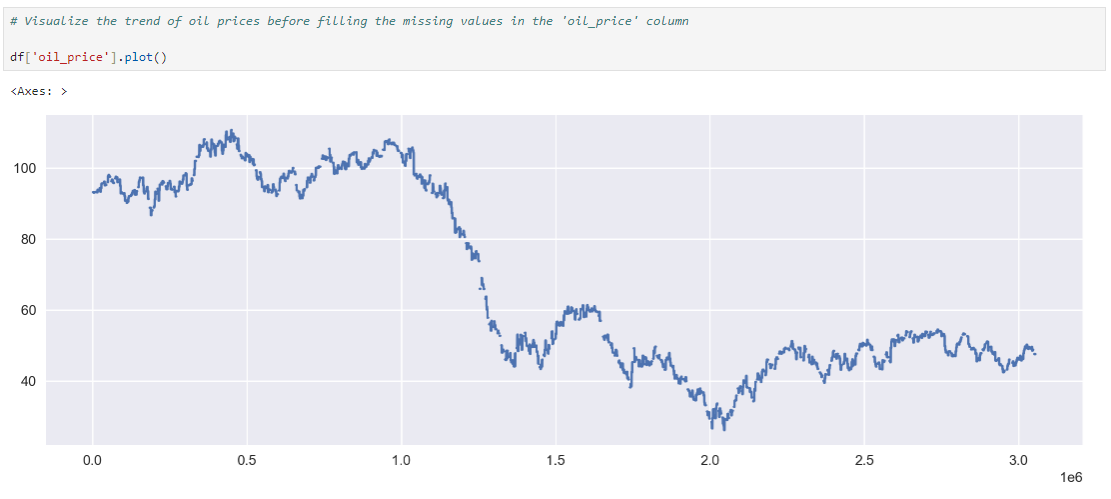 # Visualize the trend of oil prices before filling the missing values in the 'oil_price' column
df['oil_price'].plot()
<Axes: >
100
80
60
40
0.0 0.5 1.0 1.5 2.0 2.5 3.0
1e6